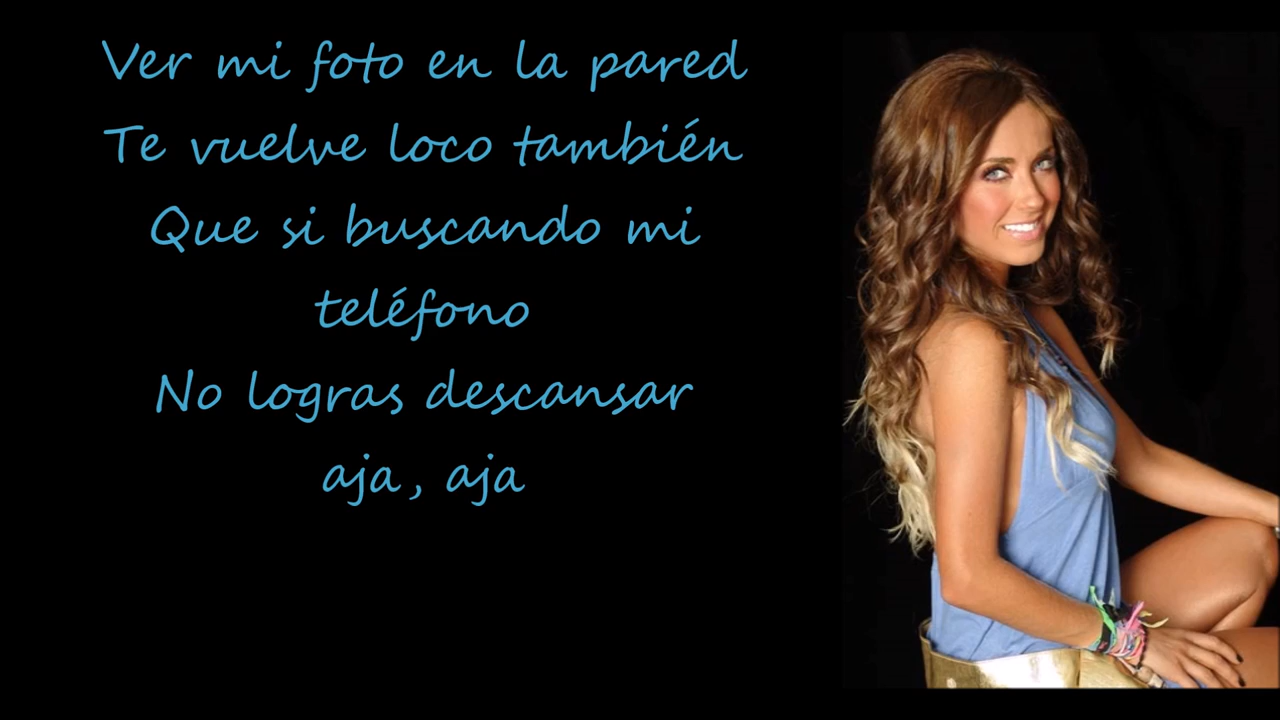 Ver mi foto en la pared
Te vuelve loco también
Que si buscando mi
teléfono
No logras descansar
aja, aja